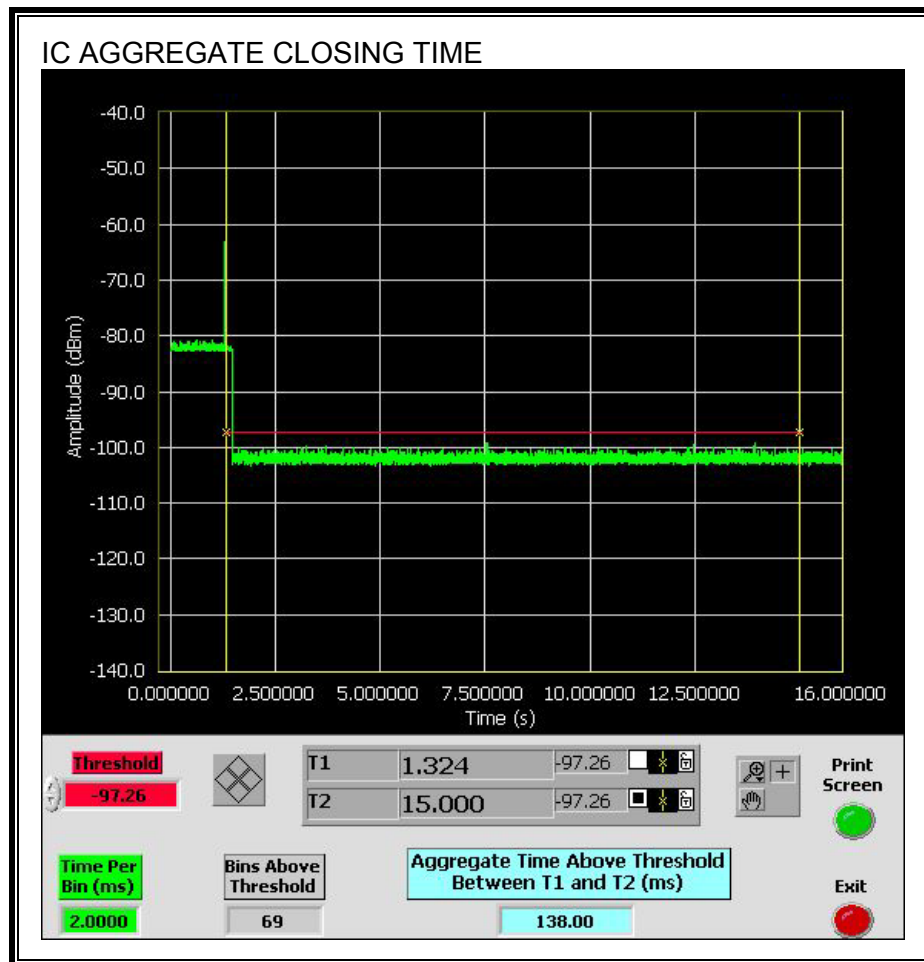 IC AGGREGATE CLOSING TIME
-40.0
-50.0
-60.0
-70.0
-80.0
-90.0
-100.0
-110.0
-120.0
-130.0
-140.0
Amplitude (dBm)
0.000000 2.500000 5.000000 7.500000 10.000000 12.500000 16.000000
Time (s)
Threshold
-97.26
T1 1.324 -97.26
T2 15.000 -97.26
Print
Screen
Time Per
Bin (ms)
2.0000
Bins Above
Threshold
69
Aggregate Time Above Threshold
Between T1 and T2 (ms)
138.00
Exit